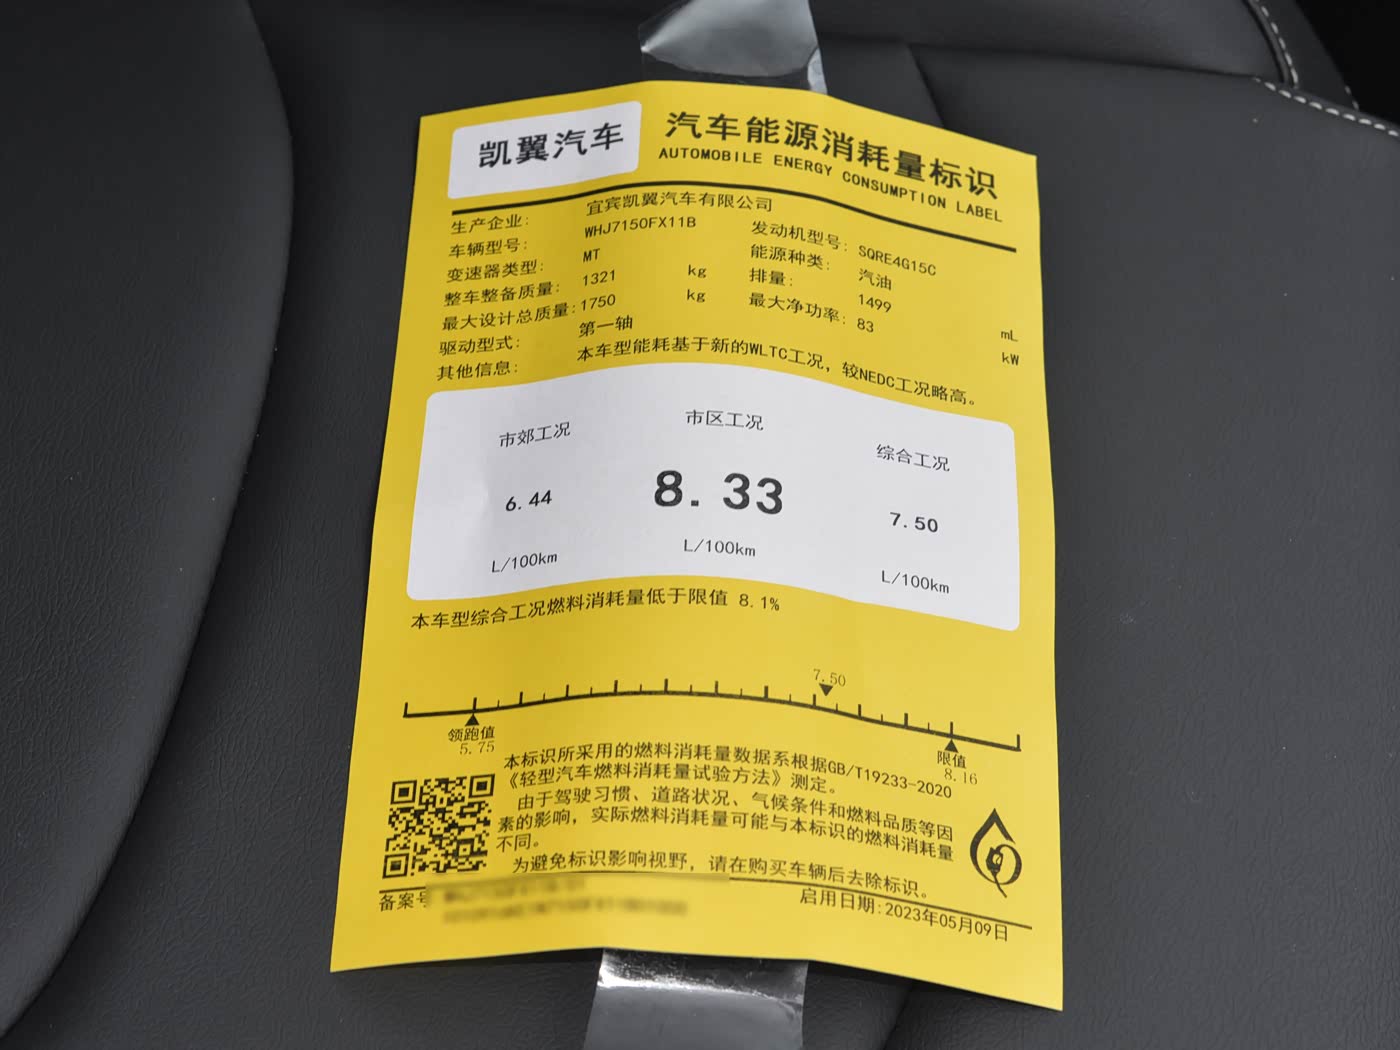 凯翼汽车
汽车能源消耗量标识
AUTOMOBILE ENERGY CONSUMPTION LABEL
生产企业: 宜宾凯翼汽车有限公司
车辆型号: WHJ7150FX11B 发动机型号: SQRE4G15C
变速器类型: MT 能源种类: 汽油
整车整备质量: 1321 kg 排量: 1499 mL
最大设计总质量: 1750 kg 最大净功率: 83 kW
驱动型式: 第一轴
其他信息: 本车型能耗基于新的WLTC工况，较NEDC工况略高。
市郊工况 市区工况 综合工况
6.44 8.33 7.50
L/100km L/100km L/100km
本车型综合工况燃料消耗量低于限值 8.1%
7.50
领跑值 限值
5.75 8.16
本标识所采用的燃料消耗量数据系根据GB/T19233-2020
《轻型汽车燃料消耗量试验方法》测定。
由于驾驶习惯、道路状况、气候条件和燃料品质等因
素的影响，实际燃料消耗量可能与本标识的燃料消耗量
不同。
为避免标识影响视野，请在购买车辆后去除标识。
备案号
启用日期:2023年05月09日